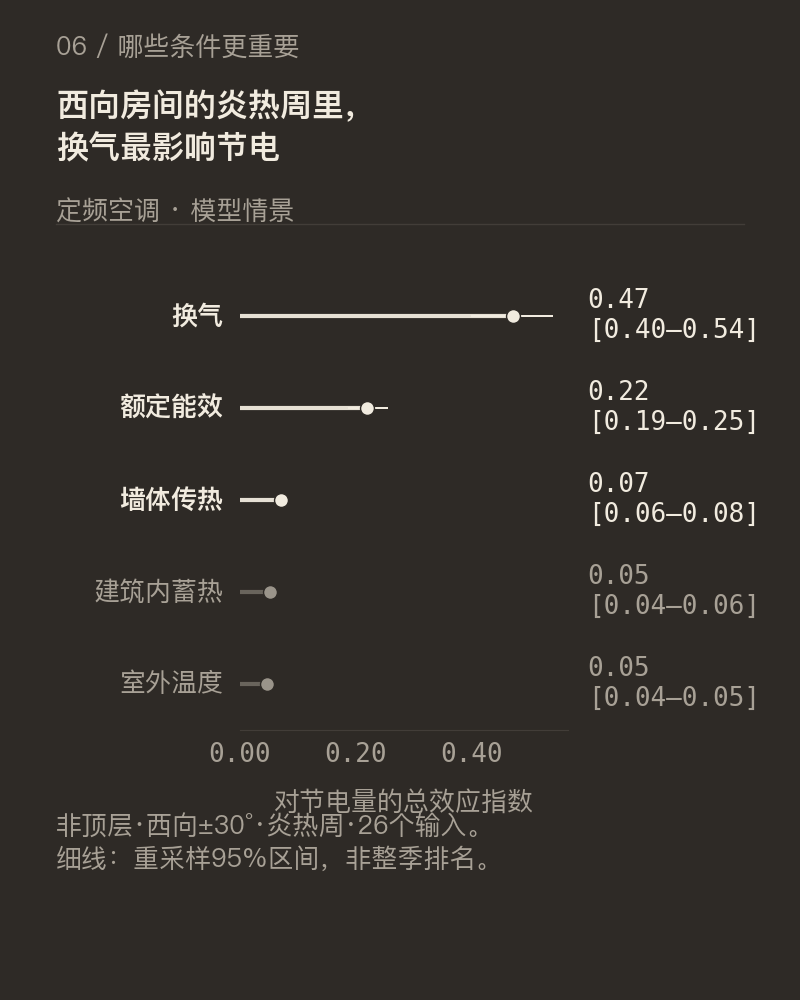 06 / 哪些条件更重要
西向房间的炎热周里，
换气最影响节电
定频空调 · 模型情景
换气
0.47
[0.40–0.54]
额定能效
0.22
[0.19–0.25]
墙体传热
0.07
[0.06–0.08]
建筑内蓄热
0.05
[0.04–0.06]
室外温度
0.05
[0.04–0.05]
0.00 0.20 0.40
对节电量的总效应指数
非顶层·西向±30°·炎热周·26个输入。
细线：重采样95%区间，非整季排名。